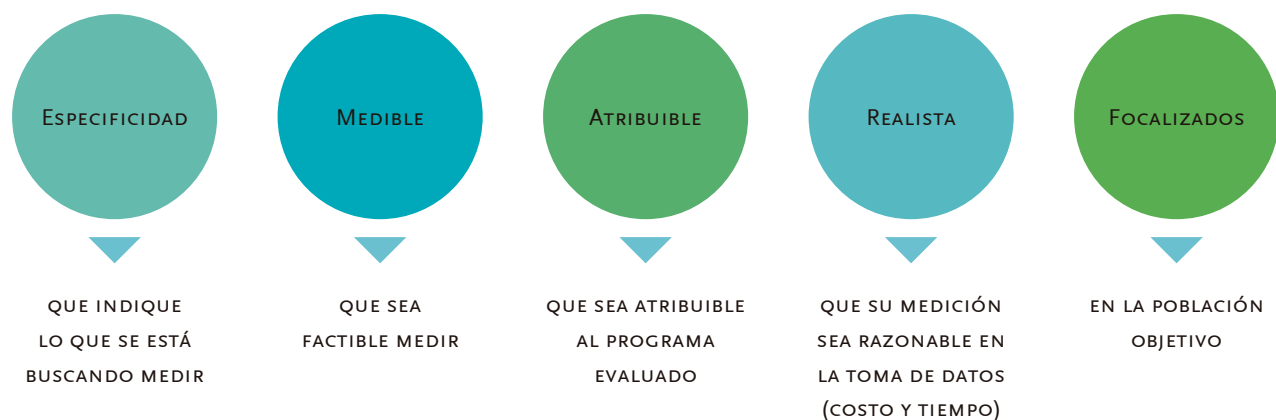 Especificidad
Medible
Atribuible
Realista
Focalizados
que indique
lo que se está
buscando medir
que sea
factible medir
que sea atribuible
al programa
evaluado
que su medición
sea razonable en
la toma de datos
(costo y tiempo)
en la población
objetivo